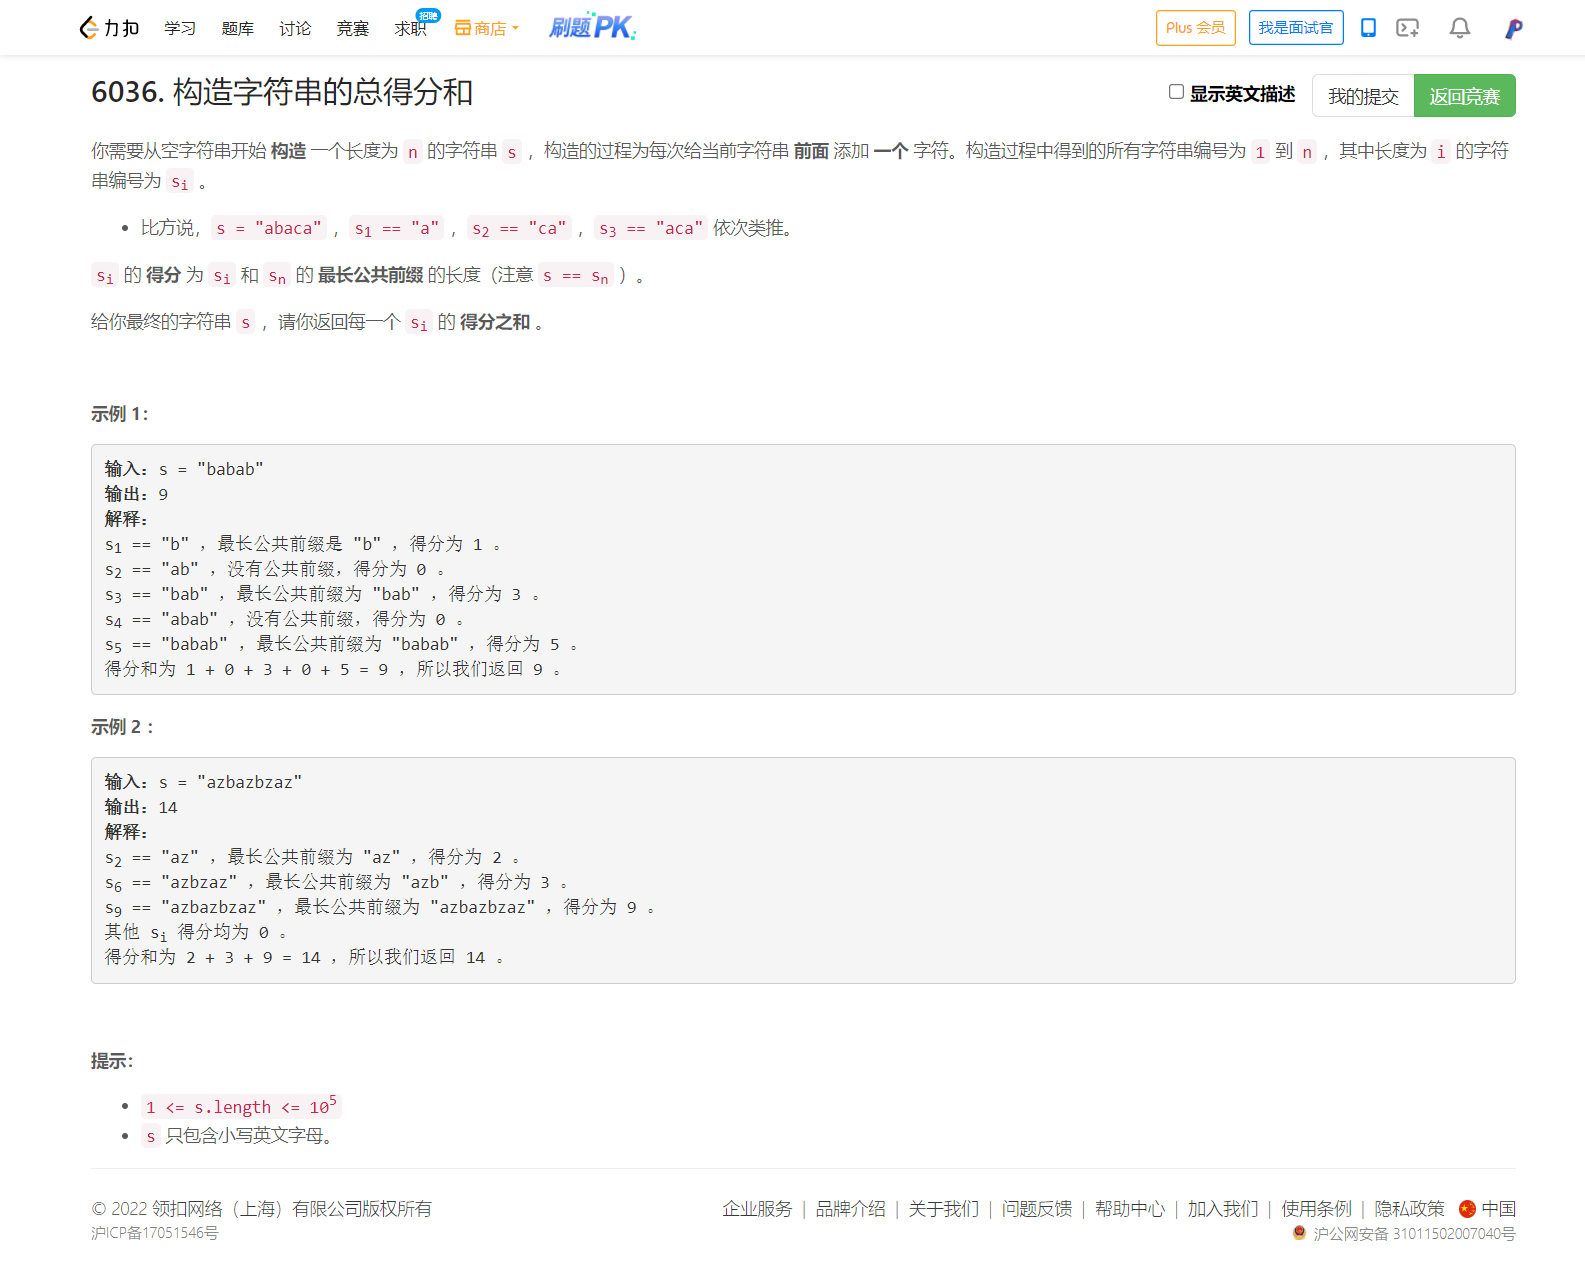 力扣 学习 题库 讨论 竞赛 求职 招聘 商店 刷题PK. Plus 会员 我是面试官
6036. 构造字符串的总得分和 显示英文描述 我的提交 返回竞赛
你需要从空字符串开始 构造 一个长度为 n 的字符串 s ，构造的过程为每次给当前字符串 前面 添加 一个 字符。构造过程中得到的所有字符串编号为 1 到 n ，其中长度为 i 的字符
串编号为 si 。
• 比方说，s = "abaca" ，s1 == "a" ，s2 == "ca" ，s3 == "aca" 依次类推。
si 的 得分 为 si 和 sn 的 最长公共前缀 的长度（注意 s == sn ）。
给你最终的字符串 s ，请你返回每一个 si 的 得分之和 。
示例 1：
输入：s = "babab"
输出：9
解释：
s1 == "b" ，最长公共前缀是 "b" ，得分为 1 。
s2 == "ab" ，没有公共前缀，得分为 0 。
s3 == "bab" ，最长公共前缀为 "bab" ，得分为 3 。
s4 == "abab" ，没有公共前缀，得分为 0 。
s5 == "babab" ，最长公共前缀为 "babab" ，得分为 5 。
得分和为 1 + 0 + 3 + 0 + 5 = 9 ，所以我们返回 9 。
示例 2 ：
输入：s = "azbazbzaz"
输出：14
解释：
s2 == "az" ，最长公共前缀为 "az" ，得分为 2 。
s6 == "azbzaz" ，最长公共前缀为 "azb" ，得分为 3 。
s9 == "azbazbzaz" ，最长公共前缀为 "azbazbzaz" ，得分为 9 。
其他 si 得分均为 0 。
得分和为 2 + 3 + 9 = 14 ，所以我们返回 14 。
提示：
• 1 <= s.length <= 10^5
• s 只包含小写英文字母。
© 2022 领扣网络（上海）有限公司版权所有 企业服务 | 品牌介绍 | 关于我们 | 问题反馈 | 帮助中心 | 加入我们 | 使用条例 | 隐私政策 中国
沪ICP备17051546号 沪公网安备 31011502007040号